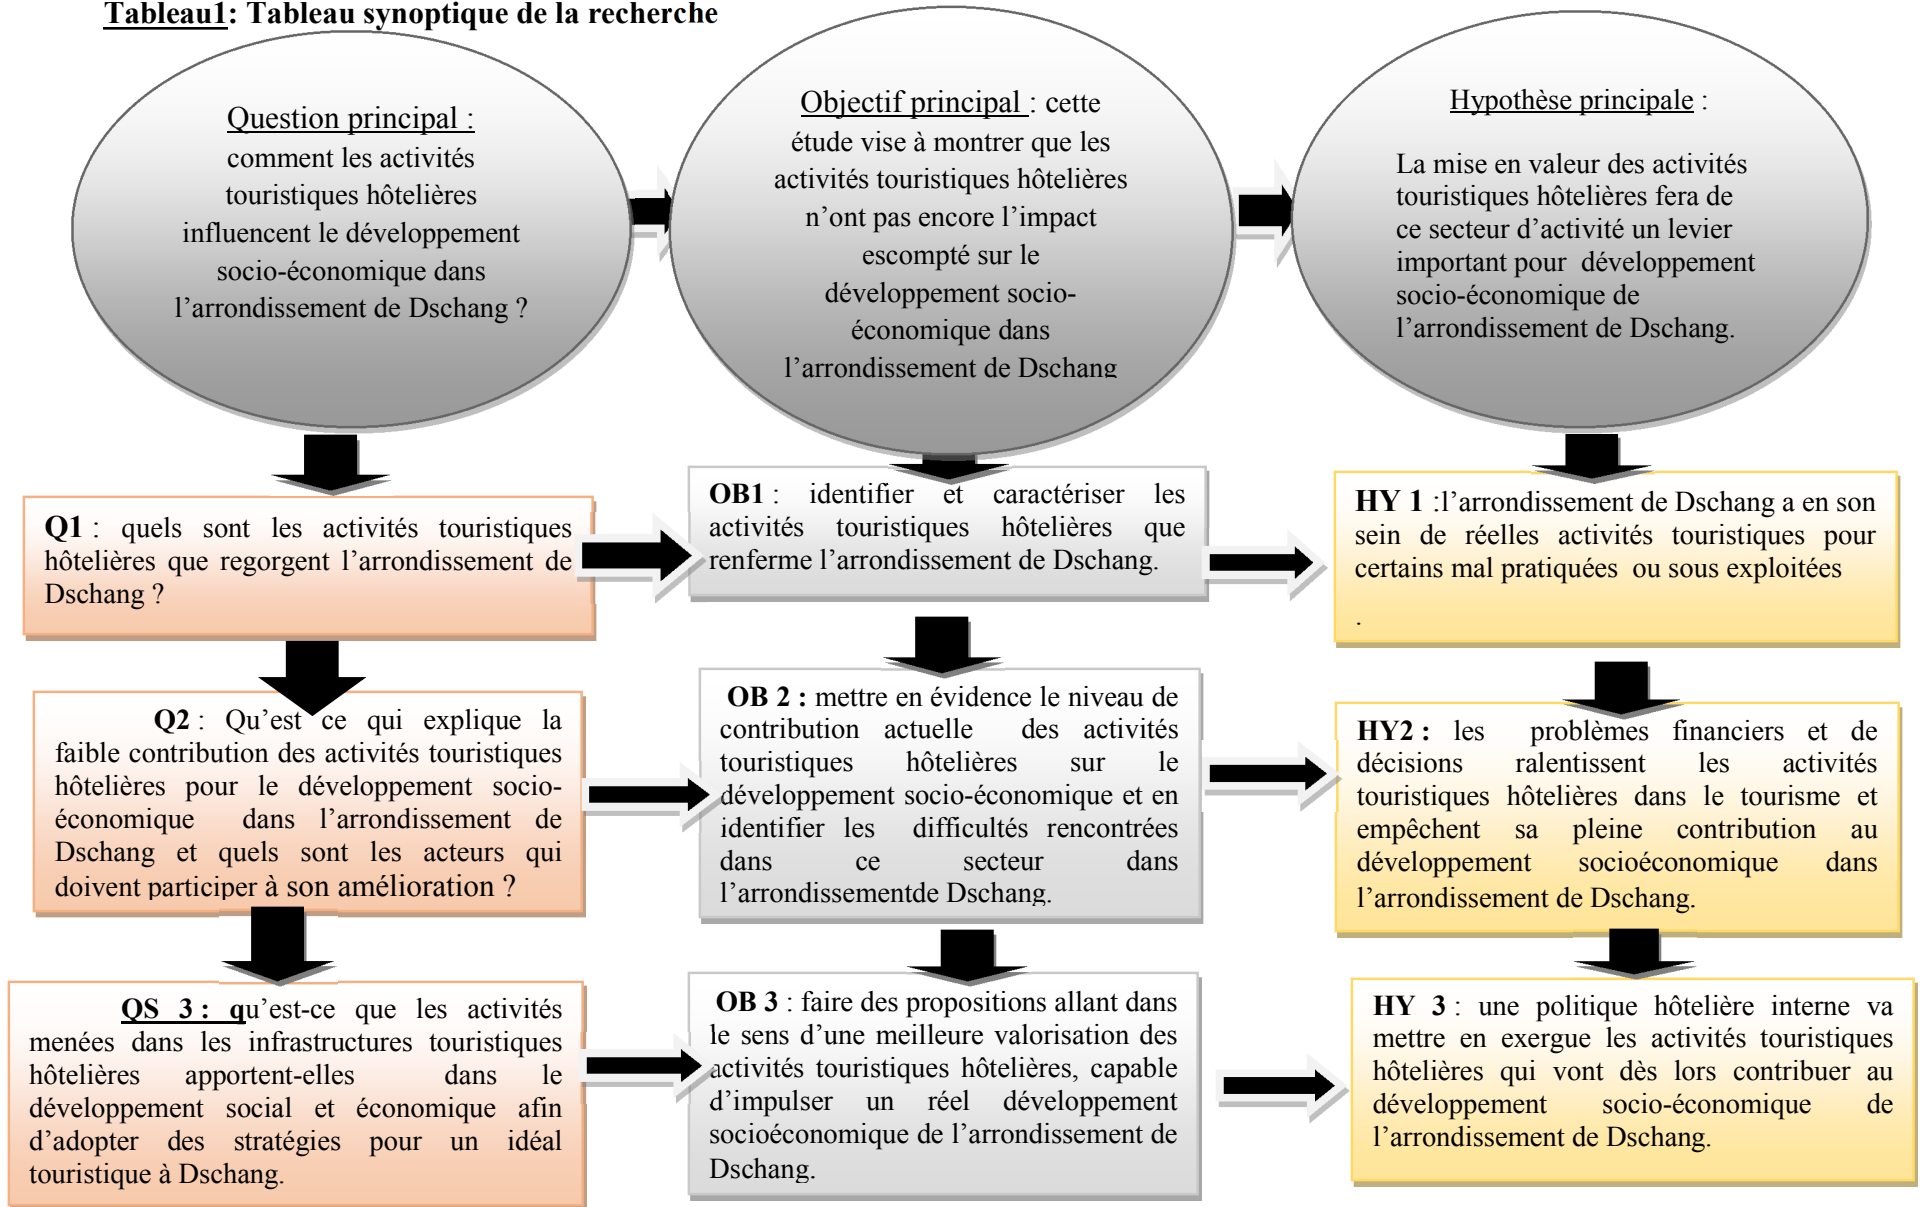 Tableau1: Tableau synoptique de la recherche
Question principal :
comment les activités
touristiques hôtelières
influencent le développement
socio-économique dans
l’arrondissement de Dschang ?
Objectif principal : cette
étude vise à montrer que les
activités touristiques hôtelières
n’ont pas encore l’impact
escompté sur le
développement socio-
économique dans
l’arrondissement de Dschang
Hypothèse principale :
La mise en valeur des activités
touristiques hôtelières fera de
ce secteur d’activité un levier
important pour développement
socio-économique de
l’arrondissement de Dschang.
Q1 : quels sont les activités touristiques
hôtelières que regorgent l’arrondissement de
Dschang ?
OB1 : identifier et caractériser les
activités touristiques hôtelières que
renferme l’arrondissement de Dschang.
HY 1 :l’arrondissement de Dschang a en son
sein de réelles activités touristiques pour
certains mal pratiquées ou sous exploitées
.
Q2 : Qu’est ce qui explique la
faible contribution des activités touristiques
hôtelières pour le développement socio-
économique dans l’arrondissement de
Dschang et quels sont les acteurs qui
doivent participer à son amélioration ?
OB 2 : mettre en évidence le niveau de
contribution actuelle des activités
touristiques hôtelières sur le
développement socio-économique et en
identifier les difficultés rencontrées
dans ce secteur dans
l’arrondissementde Dschang.
HY2 : les problèmes financiers et de
décisions ralentissent les activités
touristiques hôtelières dans le tourisme et
empêchent sa pleine contribution au
développement socioéconomique dans
l’arrondissement de Dschang.
QS 3 : qu’est-ce que les activités
menées dans les infrastructures touristiques
hôtelières apportent-elles dans le
développement social et économique afin
d’adopter des stratégies pour un idéal
touristique à Dschang.
OB 3 : faire des propositions allant dans
le sens d’une meilleure valorisation des
activités touristiques hôtelières, capable
d’impulser un réel développement
socioéconomique de l’arrondissement de
Dschang.
HY 3 : une politique hôtelière interne va
mettre en exergue les activités touristiques
hôtelières qui vont dès lors contribuer au
développement socio-économique de
l’arrondissement de Dschang.